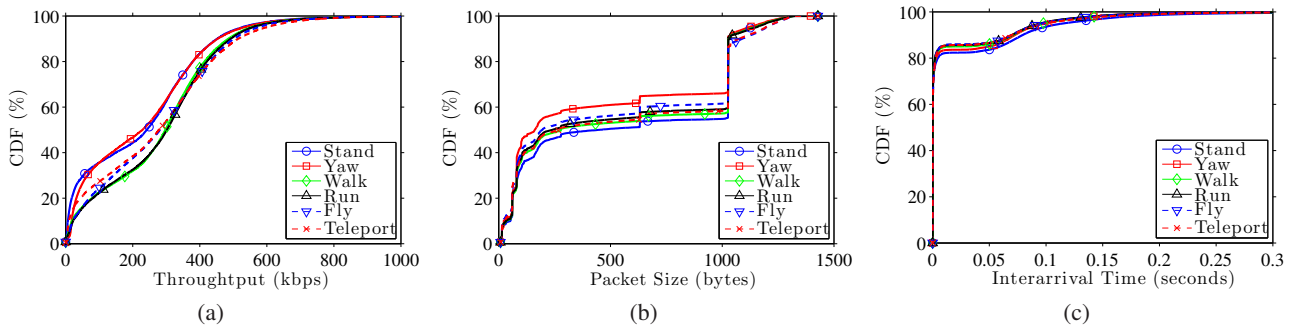 100
80
60
40
20
0
CDF (%)
0 200 400 600 800 1000
Throughtput (kbps)
Stand
Yaw
Walk
Run
Fly
Teleport
(a)
100
80
60
40
20
0
CDF (%)
0 500 1000 1500
Packet Size (bytes)
Stand
Yaw
Walk
Run
Fly
Teleport
(b)
100
80
60
40
20
0
CDF (%)
0 0.05 0.1 0.15 0.2 0.25 0.3
Interarrival Time (seconds)
Stand
Yaw
Walk
Run
Fly
Teleport
(c)